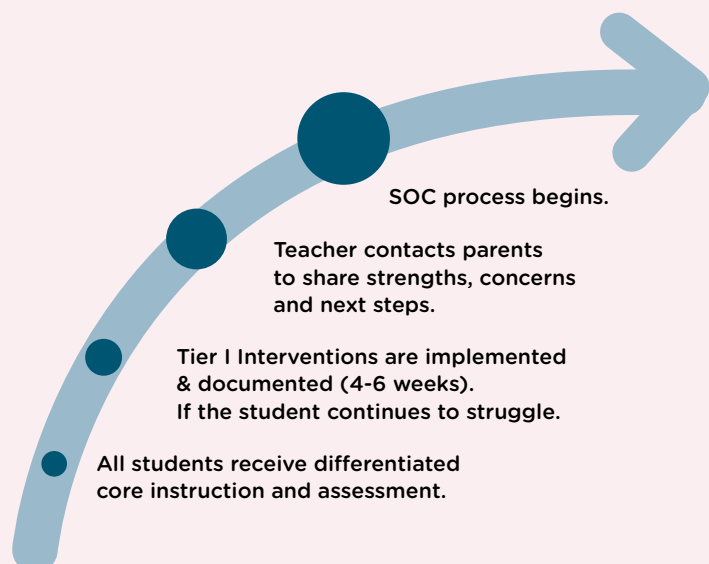 SOC process begins.
Teacher contacts parents
to share strengths, concerns
and next steps.
Tier I Interventions are implemented
& documented (4-6 weeks).
If the student continues to struggle.
All students receive differentiated
core instruction and assessment.